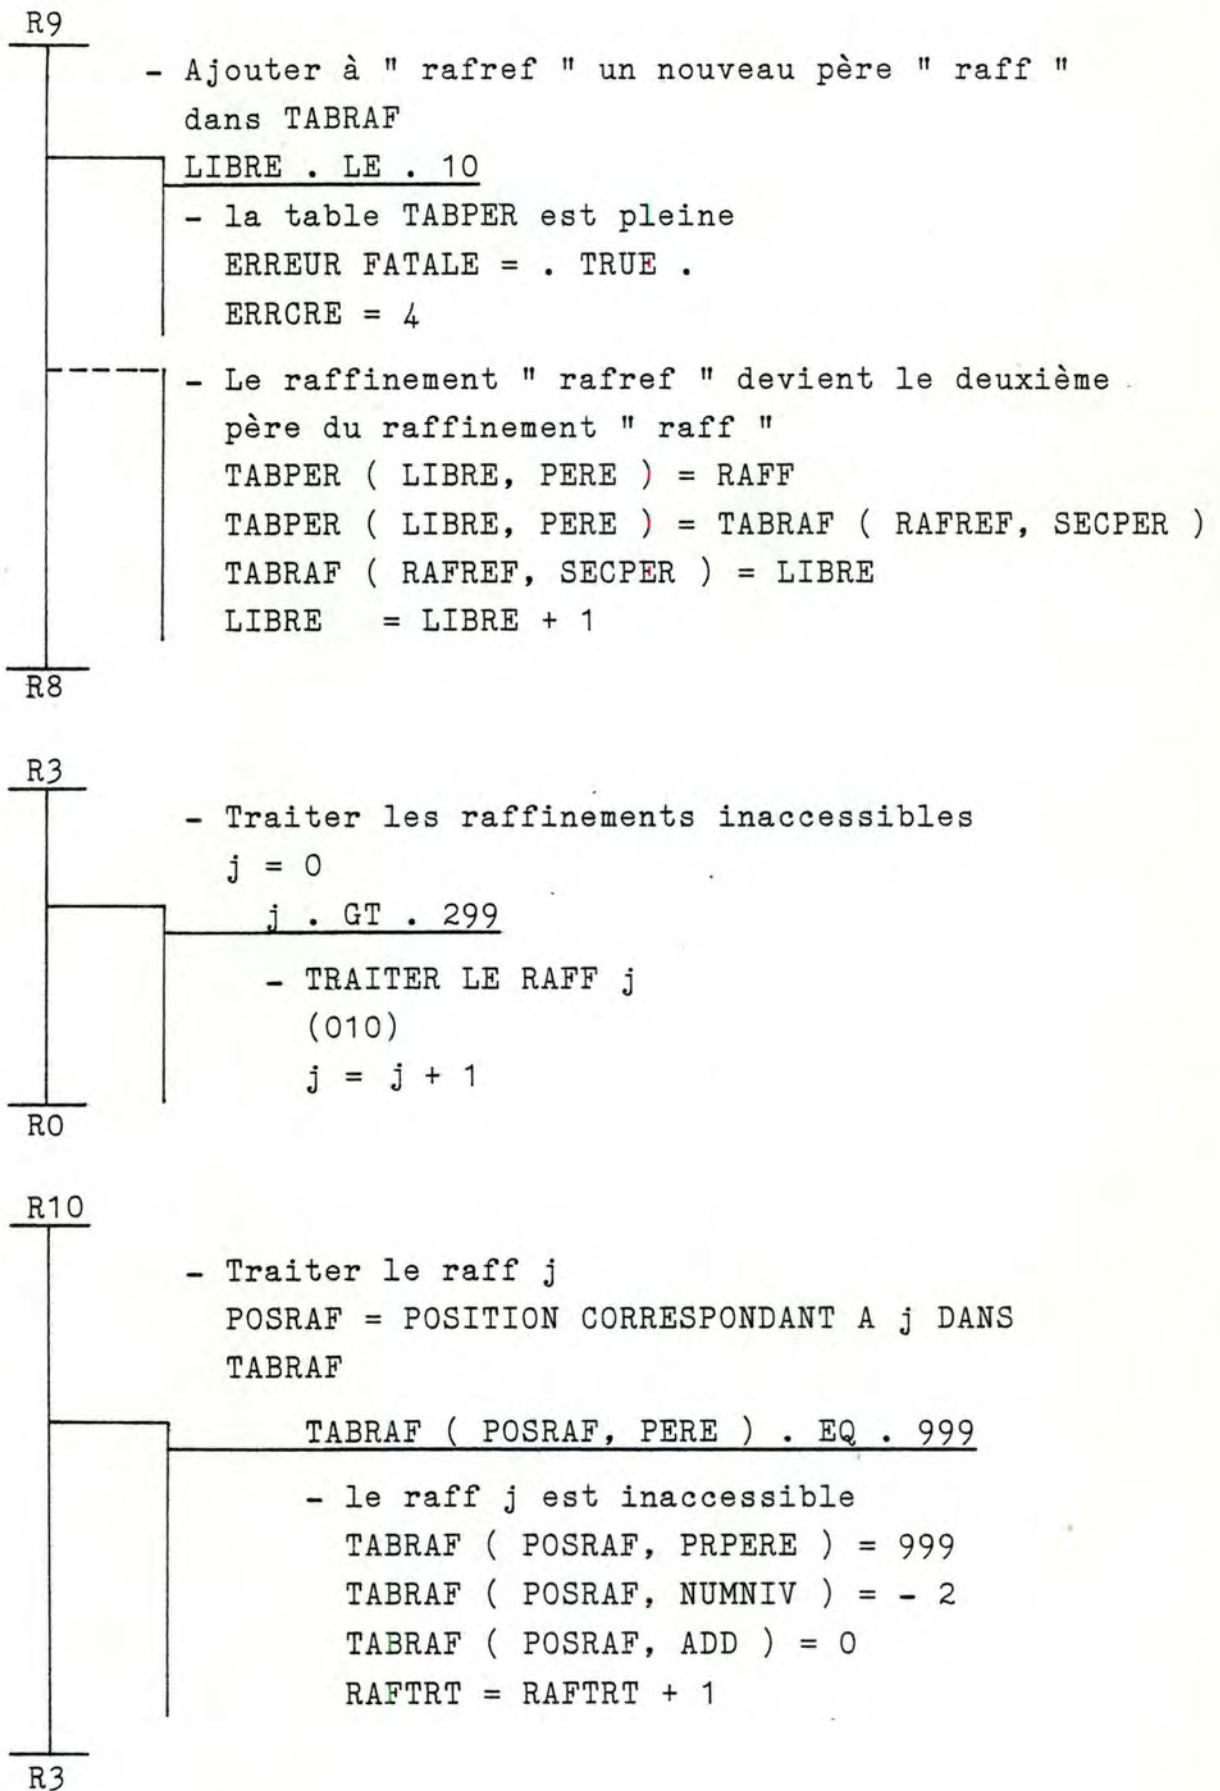 R9
- Ajouter à " rafref " un nouveau père " raff "
dans TABRAF
LIBRE . LE . 10
- la table TABPER est pleine
ERREUR FATALE = . TRUE .
ERRCRE = 4
- Le raffinement " rafref " devient le deuxième
père du raffinement " raff "
TABPER ( LIBRE, PERE ) = RAFF
TABPER ( LIBRE, PERE ) = TABRAF ( RAFREF, SECPER )
TABRAF ( RAFREF, SECPER ) = LIBRE
LIBRE = LIBRE + 1
R8
R3
- Traiter les raffinements inaccessibles
j = 0
j . GT . 299
- TRAITER LE RAFF j
(010)
j = j + 1
R0
R10
- Traiter le raff j
POSRAF = POSITION CORRESPONDANT A j DANS
TABRAF
TABRAF ( POSRAF, PERE ) . EQ . 999
- le raff j est inaccessible
TABRAF ( POSRAF, PRPERE ) = 999
TABRAF ( POSRAF, NUMNIV ) = - 2
TABRAF ( POSRAF, ADD ) = 0
RAFTRT = RAFTRT + 1
R3